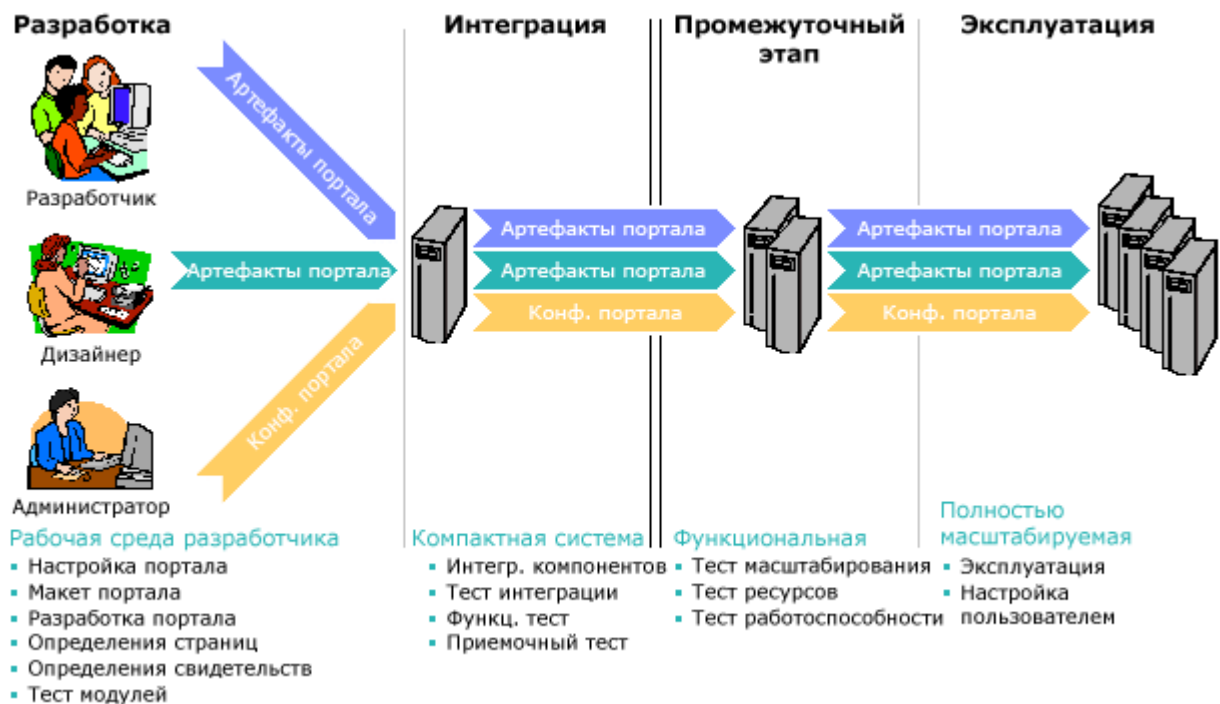 Разработка
Интеграция
Промежуточный
этап
Эксплуатация
Артефакты портала
Разработчик
Артефакты портала
Дизайнер
Конф. портала
Администратор
Артефакты портала
Артефакты портала
Конф. портала
Артефакты портала
Артефакты портала
Конф. портала
Рабочая среда разработчика
▪ Настройка портала
▪ Макет портала
▪ Разработка портала
▪ Определения страниц
▪ Определения свидетельств
▪ Тест модулей
Компактная система
▪ Интегр. компонентов
▪ Тест интеграции
▪ Функц. тест
▪ Приемочный тест
Функциональная
▪ Тест масштабирования
▪ Тест ресурсов
▪ Тест работоспособности
Полностью
масштабируемая
▪ Эксплуатация
▪ Настройка
пользователем